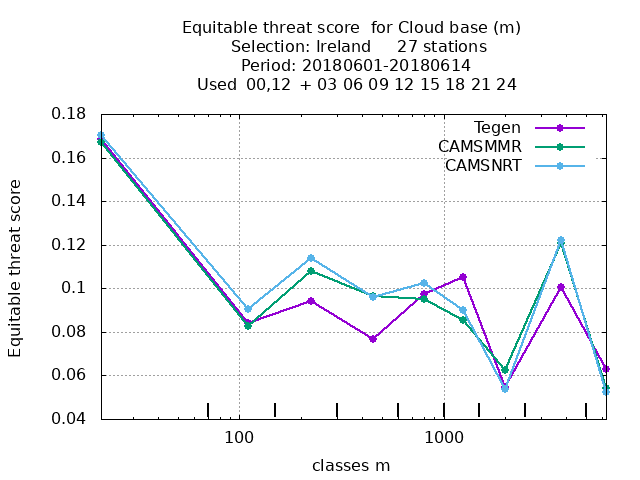 Equitable threat score  for Cloud base (m)
Selection: Ireland     27 stations
Period: 20180601-20180614
Used  00,12  + 03 06 09 12 15 18 21 24
Tegen
CAMSMMR
CAMSNRT
0.18
0.16
0.14
0.12
0.1
0.08
0.06
0.04
Equitable threat score
100
1000
classes m